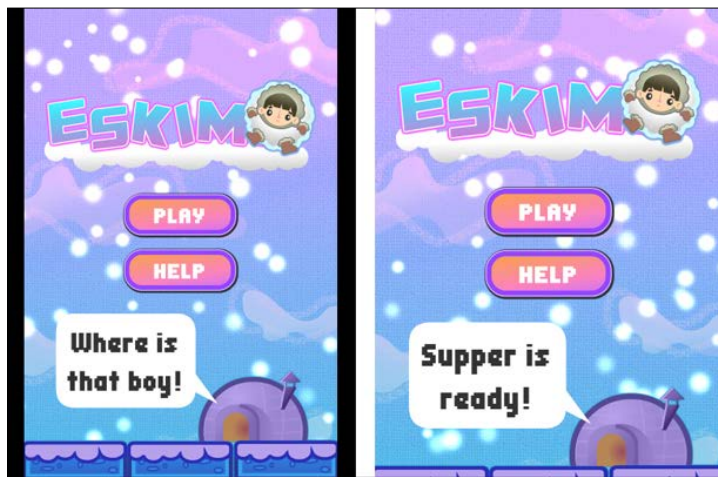 ESKIM
PLAY
HELP
Where is
that boy!
ESKIM
PLAY
HELP
Supper is
ready!